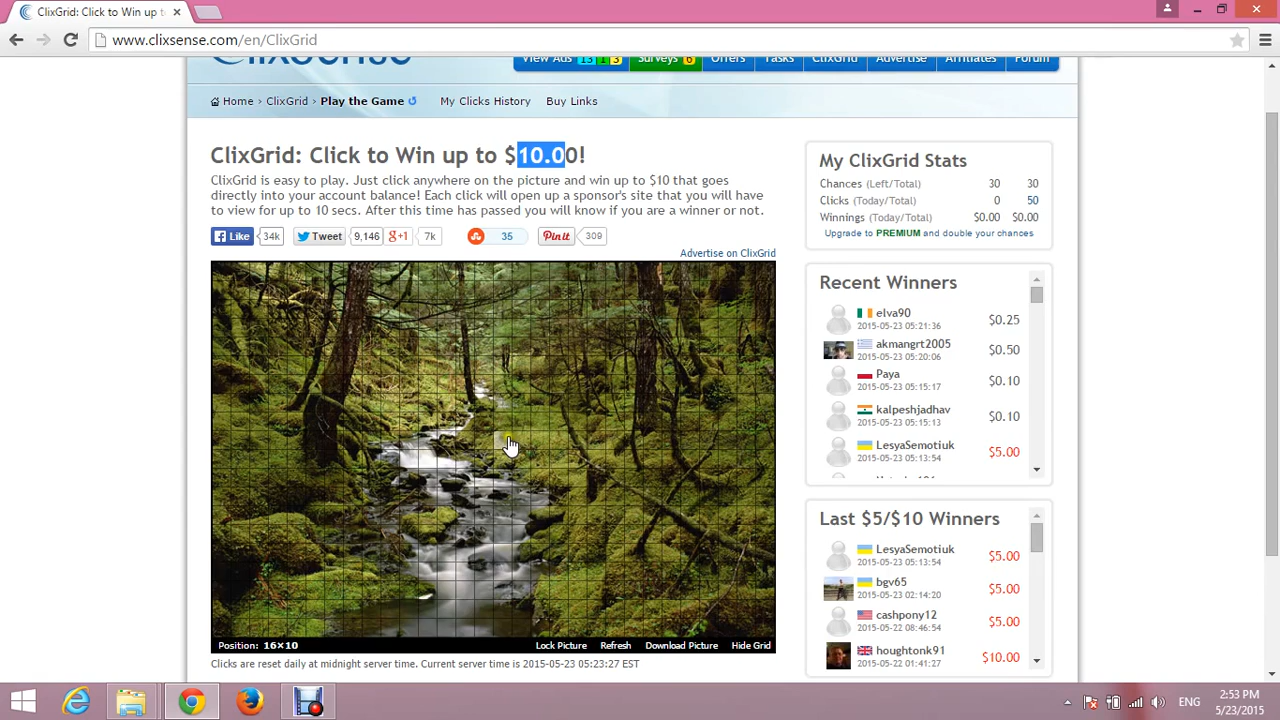 ClixGrid: Click to Win up to
www.clixsense.com/en/ClixGrid
ClixSense
View Ads 13 1 3
Surveys 6
Offers
Tasks
ClixGrid
Advertise
Affiliates
Forum
Home › ClixGrid › Play the Game
My Clicks History
Buy Links
ClixGrid: Click to Win up to $10.00!
ClixGrid is easy to play. Just click anywhere on the picture and win up to $10 that goes
directly into your account balance! Each click will open up a sponsor's site that you will have
to view for up to 10 secs. After this time has passed you will know if you are a winner or not.
Like 34k Tweet 9,146 g+1 7k 35 Pin it 309
Advertise on ClixGrid
Position: 16×10 Lock Picture Refresh Download Picture Hide Grid
Clicks are reset daily at midnight server time. Current server time is 2015-05-23 05:23:27 EST
My ClixGrid Stats
Chances (Left/Total) 30 30
Clicks (Today/Total) 0 50
Winnings (Today/Total) $0.00 $0.00
Upgrade to PREMIUM and double your chances
Recent Winners
elva90 $0.25
2015-05-23 05:21:36
akmangrt2005 $0.50
2015-05-23 05:20:06
Paya $0.10
2015-05-23 05:15:17
kalpeshjadhav $0.10
2015-05-23 05:15:13
LesyaSemotiuk $5.00
2015-05-23 05:13:54
Last $5/$10 Winners
LesyaSemotiuk $5.00
2015-05-23 05:13:54
bgv65 $5.00
2015-05-23 02:14:20
cashpony12 $5.00
2015-05-22 08:46:54
houghtonk91 $10.00
2015-05-22 01:41:27
ENG
2:53 PM
5/23/2015